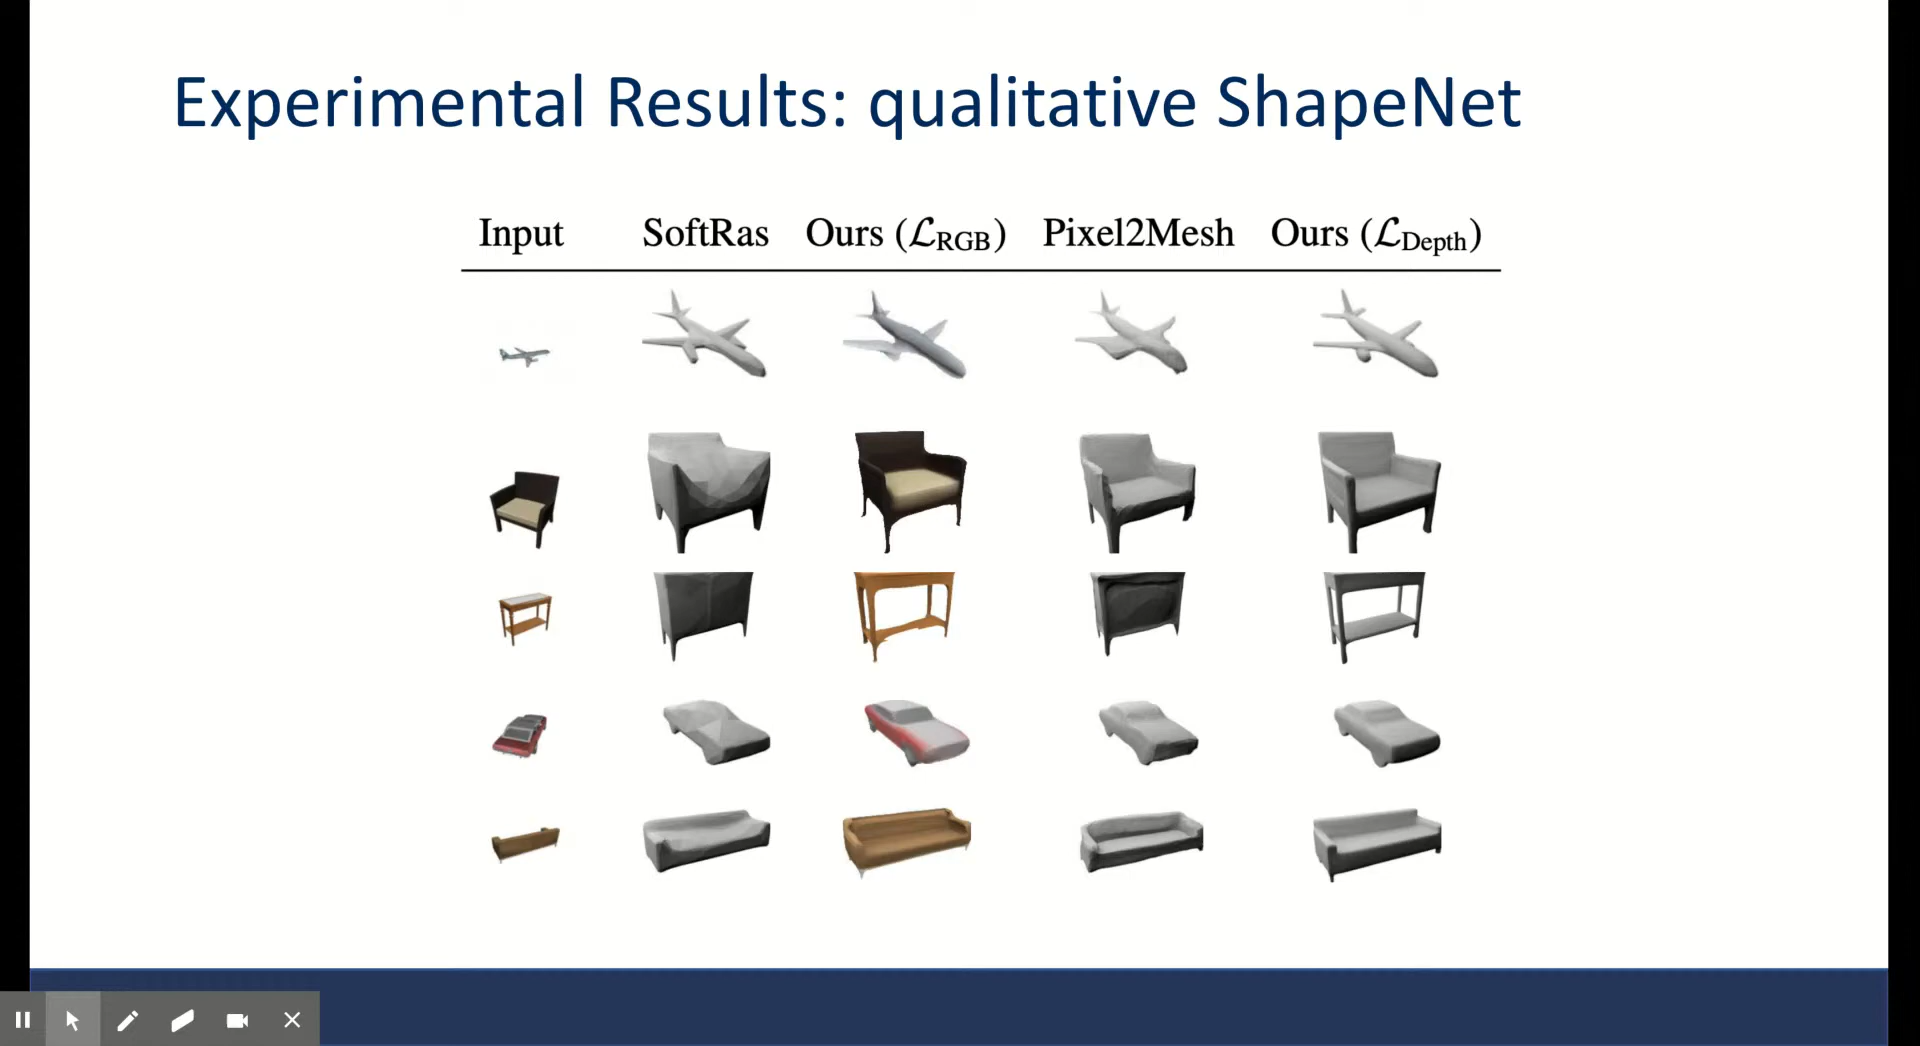 Experimental Results: qualitative ShapeNet
Input SoftRas Ours (ℒRGB) Pixel2Mesh Ours (ℒDepth)